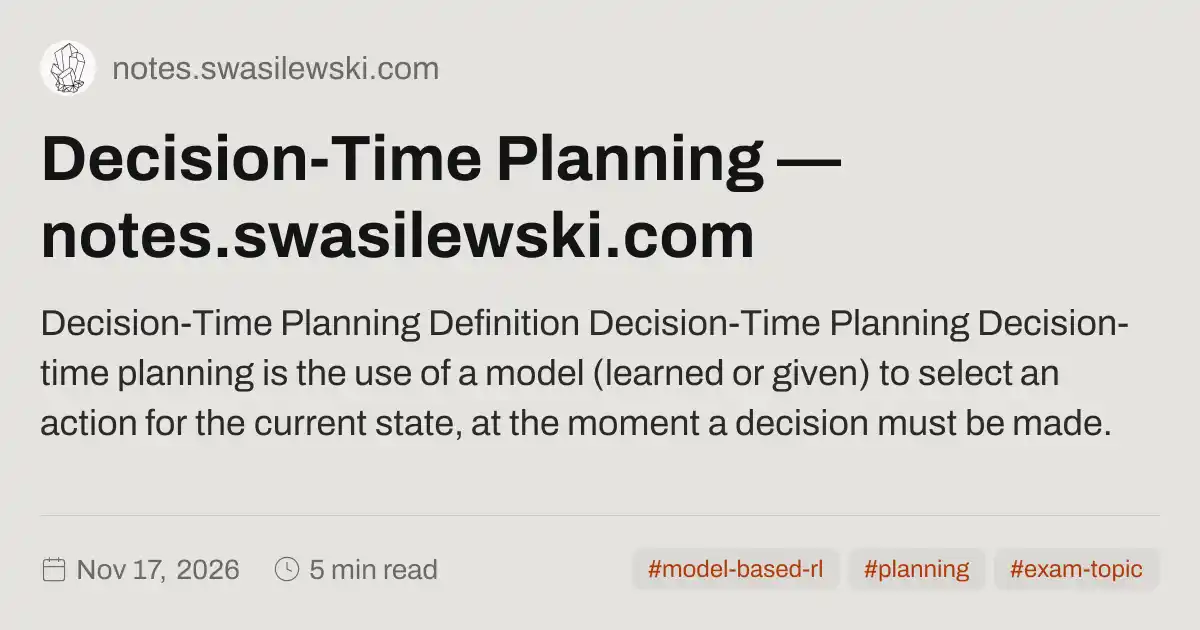 notes.swasilewski.com
Decision-Time Planning —
notes.swasilewski.com
Decision-Time Planning Definition Decision-Time Planning Decision-
time planning is the use of a model (learned or given) to select an
action for the current state, at the moment a decision must be made.
Nov 17, 2026 5 min read #model-based-rl #planning #exam-topic